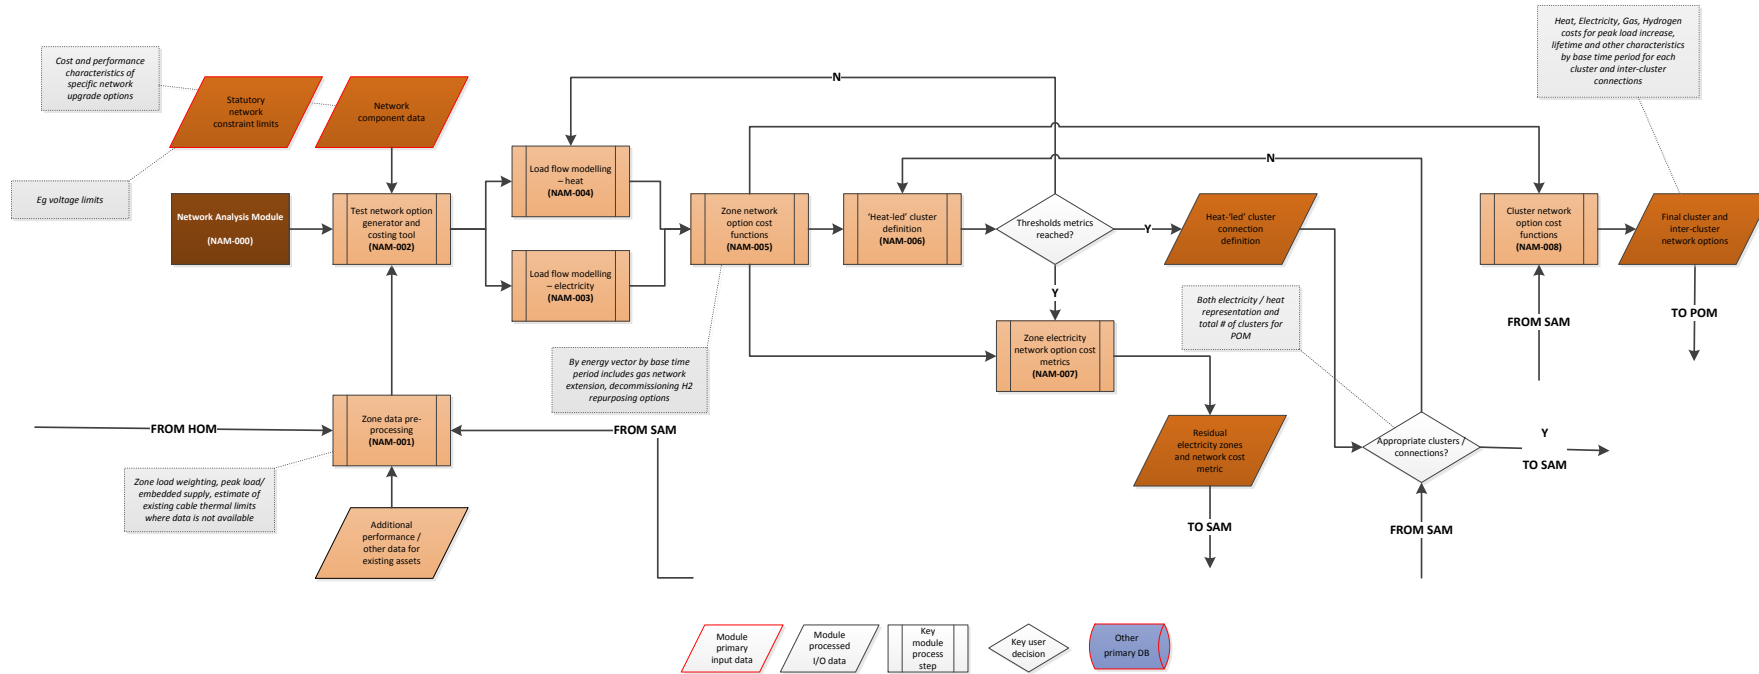 Cost and performance
characteristics of
specific network
upgrade options
Statutory
network
constraint limits
Network
component data
Eg voltage limits
Network Analysis Module
(NAM-000)
Test network option
generator and
costing tool
(NAM-002)
Load flow modelling
– heat
(NAM-004)
Load flow modelling
– electricity
(NAM-003)
N
Zone network
option cost
functions
(NAM-005)
'Heat-led' cluster
definition
(NAM-006)
Thresholds metrics
reached?
Y
Y
N
Heat-'led' cluster
connection
definition
Heat, Electricity, Gas, Hydrogen
costs for peak load increase,
lifetime and other characteristics
by base time period for each
cluster and inter-cluster
connections
Cluster network
option cost
functions
(NAM-008)
Final cluster and
inter-cluster
network options
FROM SAM
TO POM
Both electricity / heat
representation and
total # of clusters for
POM
Zone electricity
network option cost
metrics
(NAM-007)
By energy vector by base time
period includes gas network
extension, decommissioning H2
repurposing options
FROM HOM
Zone data pre-
processing
(NAM-001)
FROM SAM
Residual
electricity zones
and network cost
metric
Appropriate clusters /
connections?
Y
TO SAM
Zone load weighting, peak load/
embedded supply, estimate of
existing cable thermal limits
where data is not available
Additional
performance /
other data for
existing assets
TO SAM
FROM SAM
Module
primary
input data
Module
processed
I/O data
Key
module
process
step
Key user
decision
Other
primary DB